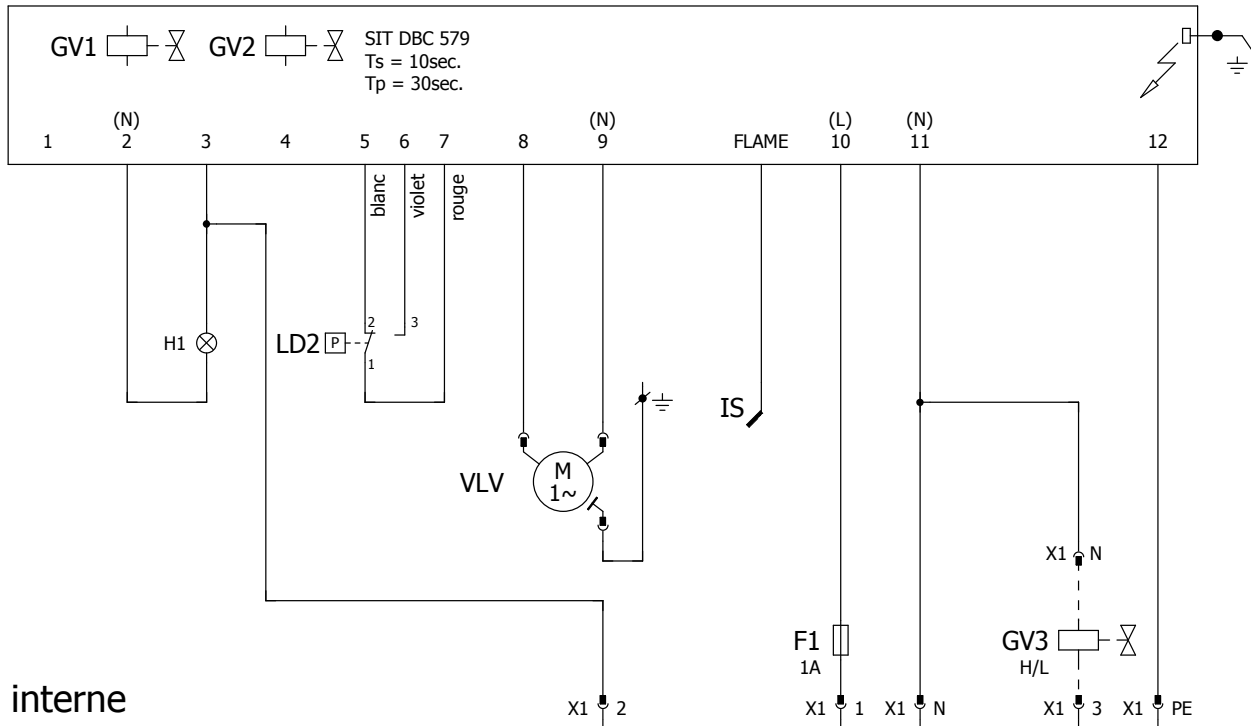 GV1 GV2 SIT DBC 579
Ts = 10sec.
Tp = 30sec.
(N) (N) (L) (N)
1 2 3 4 5 6 7 8 9 FLAME 10 11 12
blanc
violet
rouge
2 3
H1 LD2 P
1
IS
VLV M
1~
X1 N
F1 GV3
1A H/L
interne
X1 2 X1 1 X1 N X1 3 X1 PE